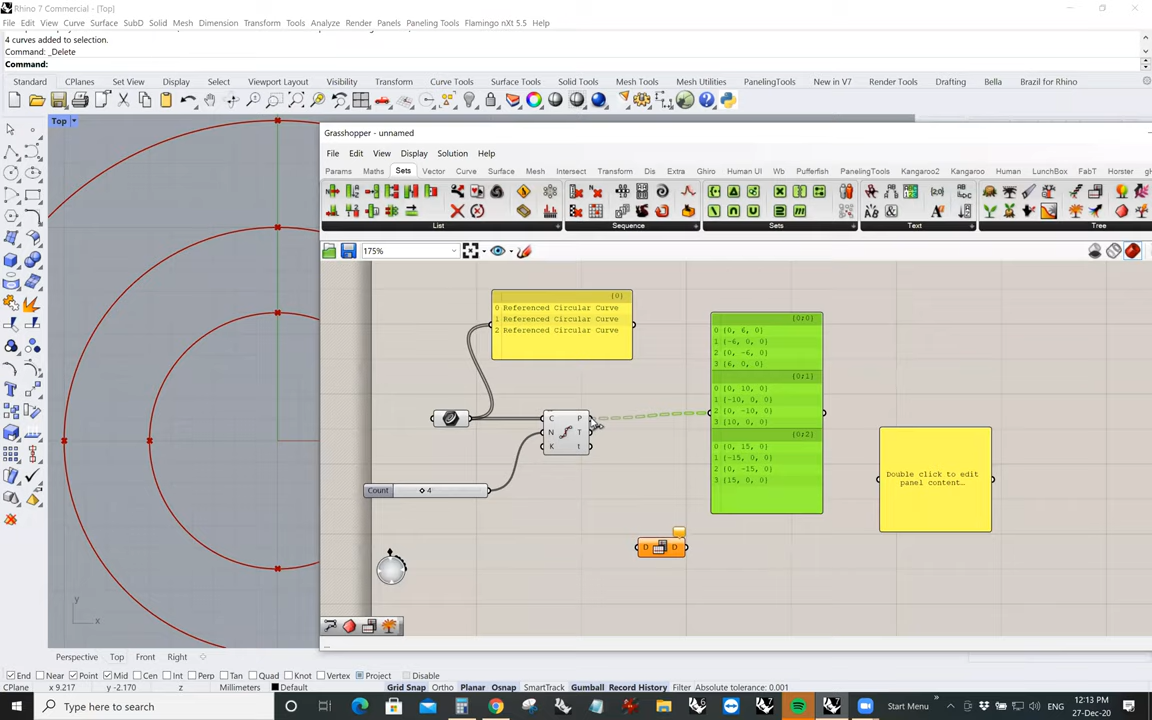 Rhino 7 Commercial - [Top]
File Edit View Curve Surface SubD Solid Mesh Dimension Transform Tools Analyze Render Panels Paneling Tools Flamingo nXt 5.5 Help
4 curves added to selection.
Command: _Delete
Command:
Standard CPlanes Set View Display Select Viewport Layout Visibility Transform Curve Tools Surface Tools Solid Tools Mesh Tools Mesh Utilities PanelingTools New in V7 Render Tools Drafting Bella Brazil for Rhino
Top
Grasshopper - unnamed
File Edit View Display Solution Help
Params Maths Sets Vector Curve Surface Mesh Intersect Transform Dis Extra Ghiro Human UI Wb Pufferfish PanelingTools Kangaroo2 Kangaroo Human LunchBox FabT Horster
List Sequence Sets Text Tree
175%
{0}
0 Referenced Circular Curve
1 Referenced Circular Curve
2 Referenced Circular Curve
{0;0}
0 {0, 6, 0}
1 {-6, 0, 0}
2 {0, -6, 0}
3 {6, 0, 0}
{0;1}
0 {0, 10, 0}
1 {-10, 0, 0}
2 {0, -10, 0}
3 {10, 0, 0}
{0;2}
0 {0, 15, 0}
1 {-15, 0, 0}
2 {0, -15, 0}
3 {15, 0, 0}
C P
N T
K t
Count 4
Double click to edit
panel content…
D D
y
x
Perspective Top Front Right
End Near Point Mid Cen Int Perp Tan Quad Knot Vertex Project Disable
CPlane x 9.217 y -2.170 z Millimeters Default Grid Snap Ortho Planar Osnap SmartTrack Gumball Record History Filter Absolute tolerance: 0.001
Type here to search
Start Menu
12:13 PM
27-Dec-20